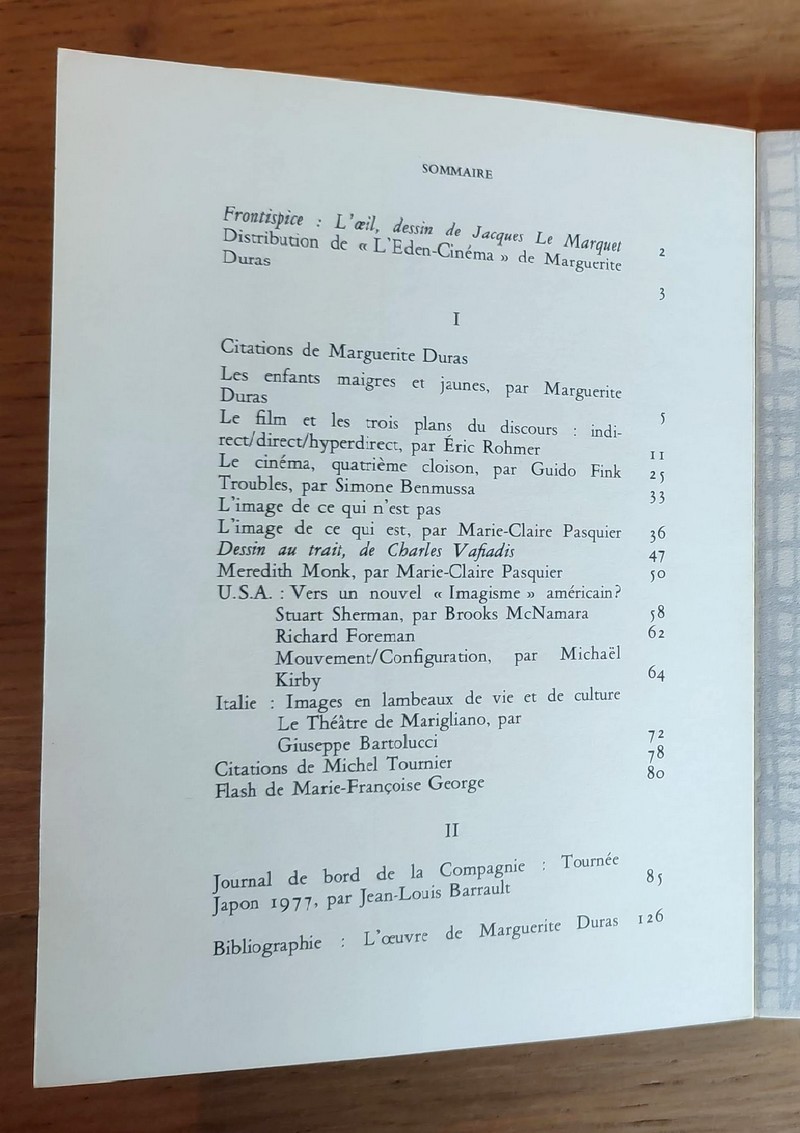 SOMMAIRE
Frontispice : L'œil, dessin de Jacques Le Marquet 2
Distribution de « L'Eden-Cinéma » de Marguerite
Duras 3
I
Citations de Marguerite Duras
Les enfants maigres et jaunes, par Marguerite
Duras 5
Le film et les trois plans du discours : indi-
rect/direct/hyperdirect, par Éric Rohmer 11
Le cinéma, quatrième cloison, par Guido Fink 25
Troubles, par Simone Benmussa 33
L'image de ce qui n'est pas
L'image de ce qui est, par Marie-Claire Pasquier 36
Dessin au trait, de Charles Vafiadis 47
Meredith Monk, par Marie-Claire Pasquier 50
U.S.A. : Vers un nouvel « Imagisme » américain?
Stuart Sherman, par Brooks McNamara 58
Richard Foreman 62
Mouvement/Configuration, par Michaël
Kirby 64
Italie : Images en lambeaux de vie et de culture
Le Théâtre de Marigliano, par
Giuseppe Bartolucci 72
Citations de Michel Tournier 78
Flash de Marie-Françoise George 80
II
Journal de bord de la Compagnie : Tournée
Japon 1977, par Jean-Louis Barrault 85
Bibliographie : L'œuvre de Marguerite Duras 126